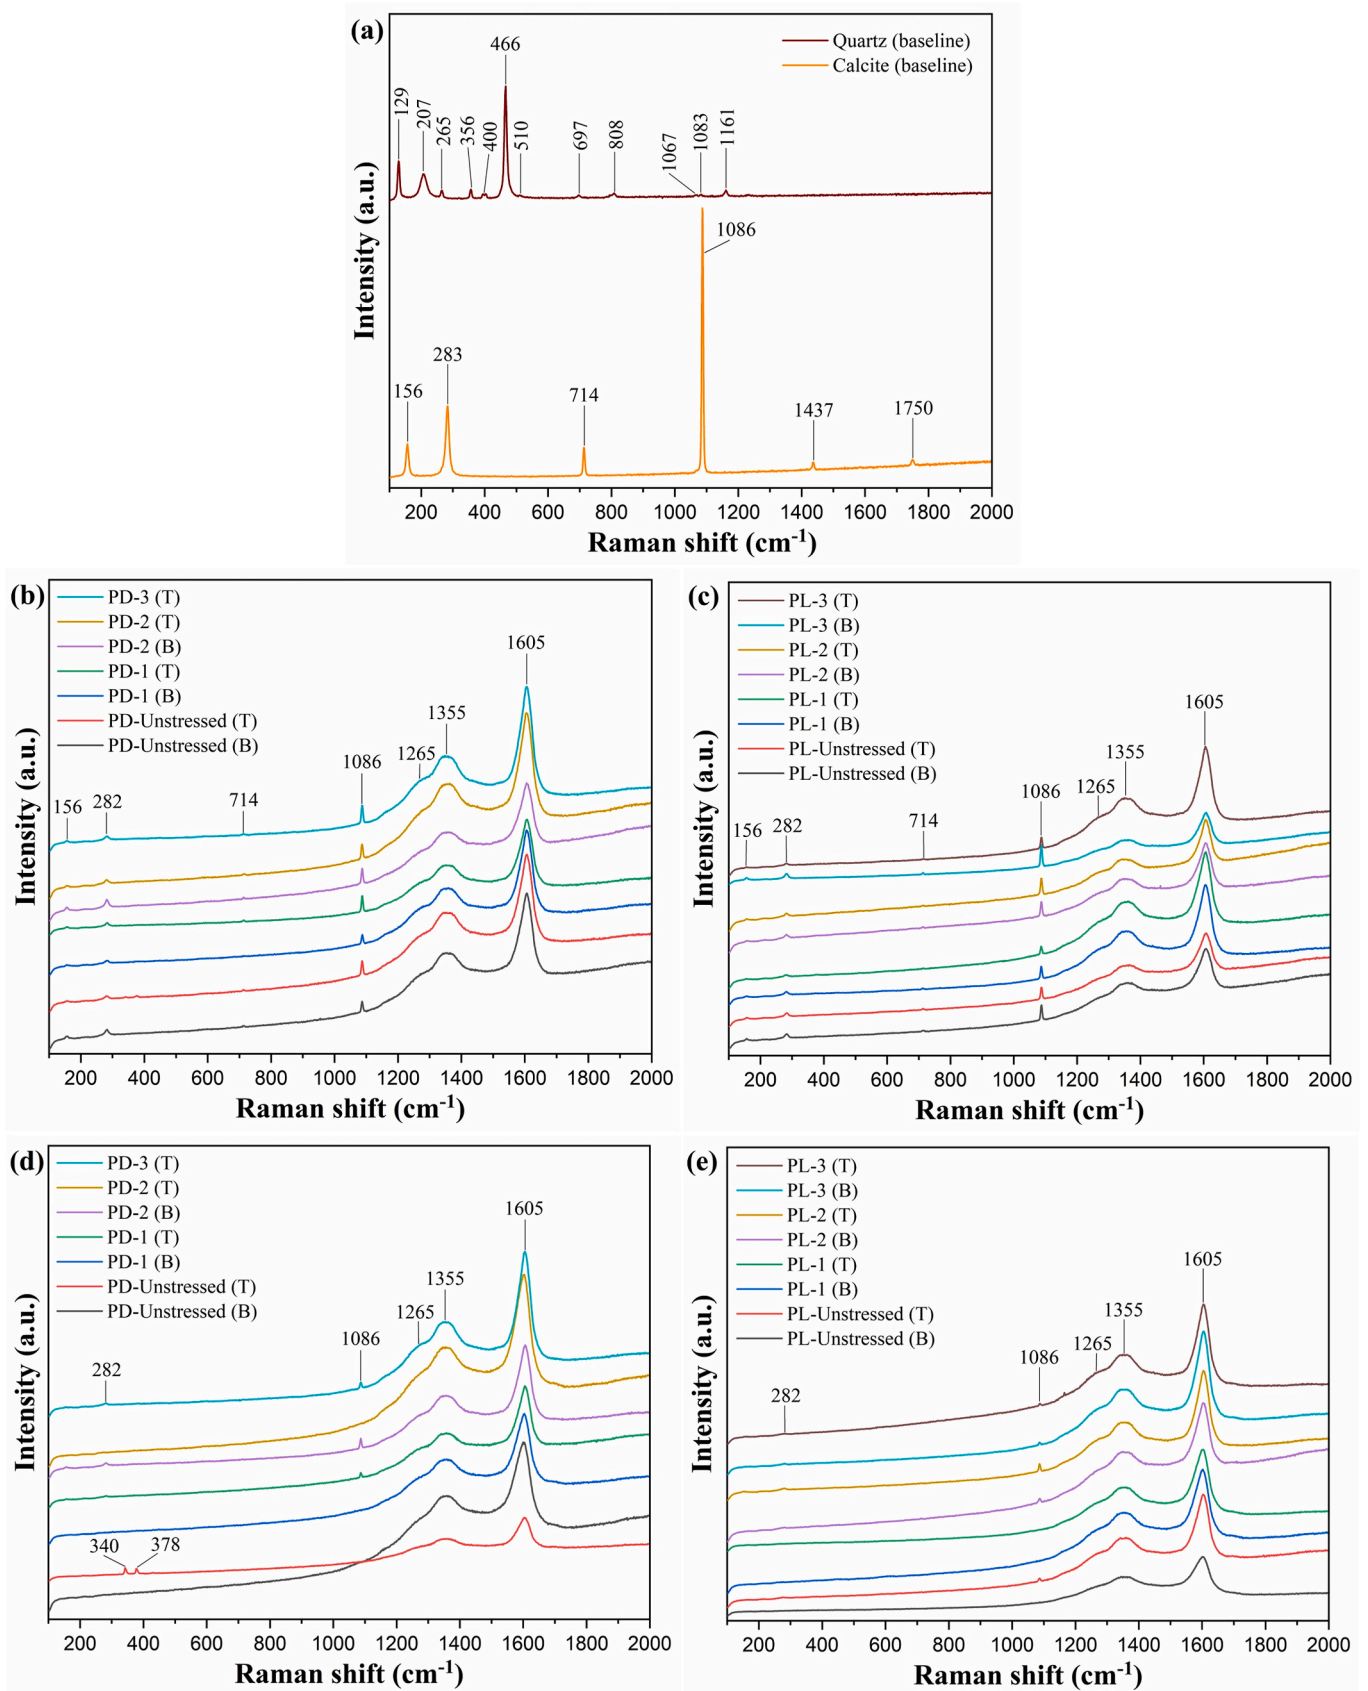 (a)
Quartz (baseline)
Calcite (baseline)
466
129
207
265
356
400
510
697
808
1067
1083
1161
1086
156
283
714
1437
1750
Intensity (a.u.)
200 400 600 800 1000 1200 1400 1600 1800 2000
Raman shift (cm⁻¹)
(b)
PD-3 (T)
PD-2 (T)
PD-2 (B)
PD-1 (T)
PD-1 (B)
PD-Unstressed (T)
PD-Unstressed (B)
156
282
714
1086
1265
1355
1605
Intensity (a.u.)
200 400 600 800 1000 1200 1400 1600 1800 2000
Raman shift (cm⁻¹)
(c)
PL-3 (T)
PL-3 (B)
PL-2 (T)
PL-2 (B)
PL-1 (T)
PL-1 (B)
PL-Unstressed (T)
PL-Unstressed (B)
156
282
714
1086
1265
1355
1605
Intensity (a.u.)
200 400 600 800 1000 1200 1400 1600 1800 2000
Raman shift (cm⁻¹)
(d)
PD-3 (T)
PD-2 (T)
PD-2 (B)
PD-1 (T)
PD-1 (B)
PD-Unstressed (T)
PD-Unstressed (B)
282
1086
1265
1355
1605
340
378
Intensity (a.u.)
200 400 600 800 1000 1200 1400 1600 1800 2000
Raman shift (cm⁻¹)
(e)
PL-3 (T)
PL-3 (B)
PL-2 (T)
PL-2 (B)
PL-1 (T)
PL-1 (B)
PL-Unstressed (T)
PL-Unstressed (B)
282
1086
1265
1355
1605
Intensity (a.u.)
200 400 600 800 1000 1200 1400 1600 1800 2000
Raman shift (cm⁻¹)